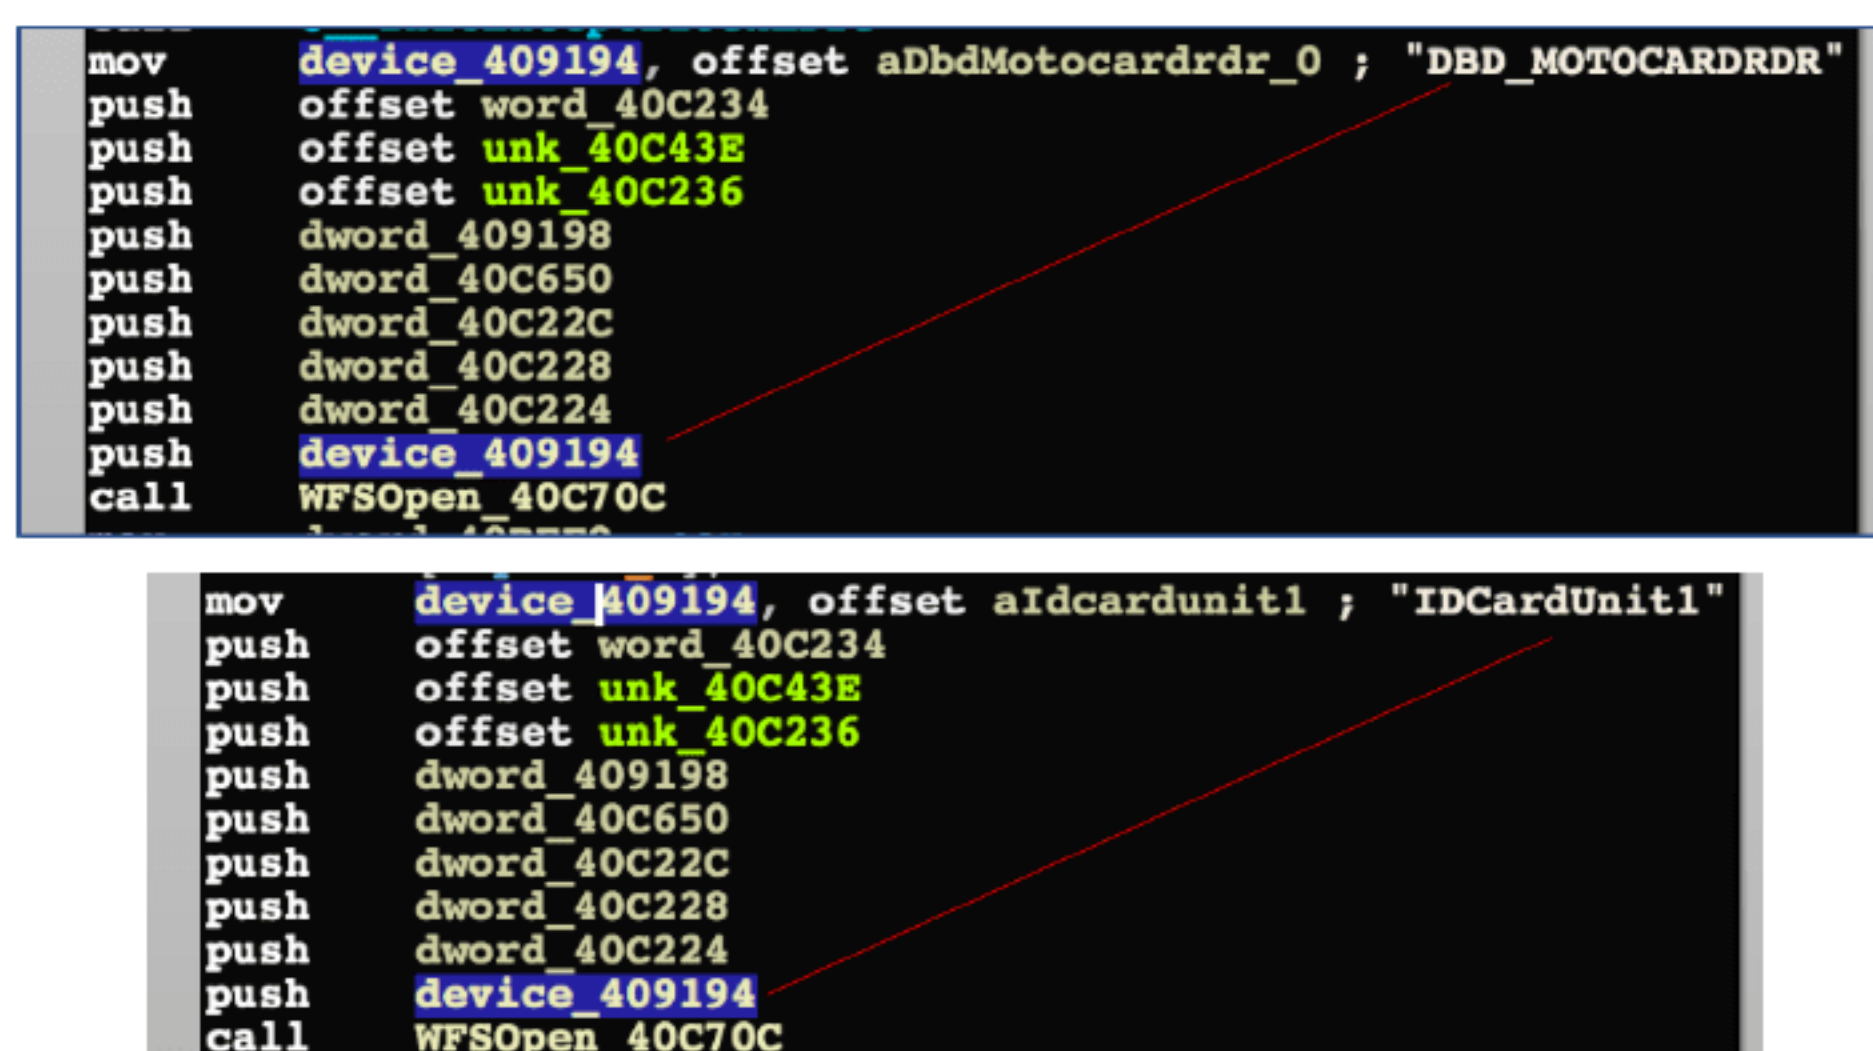 mov device_409194, offset aDbdMotocardrdr_0 ; "DBD_MOTOCARDRDR"
push offset word_40C234
push offset unk_40C43E
push offset unk_40C236
push dword_409198
push dword_40C650
push dword_40C22C
push dword_40C228
push dword_40C224
push device_409194
call WFSOpen_40C70C
mov device_409194, offset aIdcardunit1 ; "IDCardUnit1"
push offset word_40C234
push offset unk_40C43E
push offset unk_40C236
push dword_409198
push dword_40C650
push dword_40C22C
push dword_40C228
push dword_40C224
push device_409194
call WFSOpen_40C70C